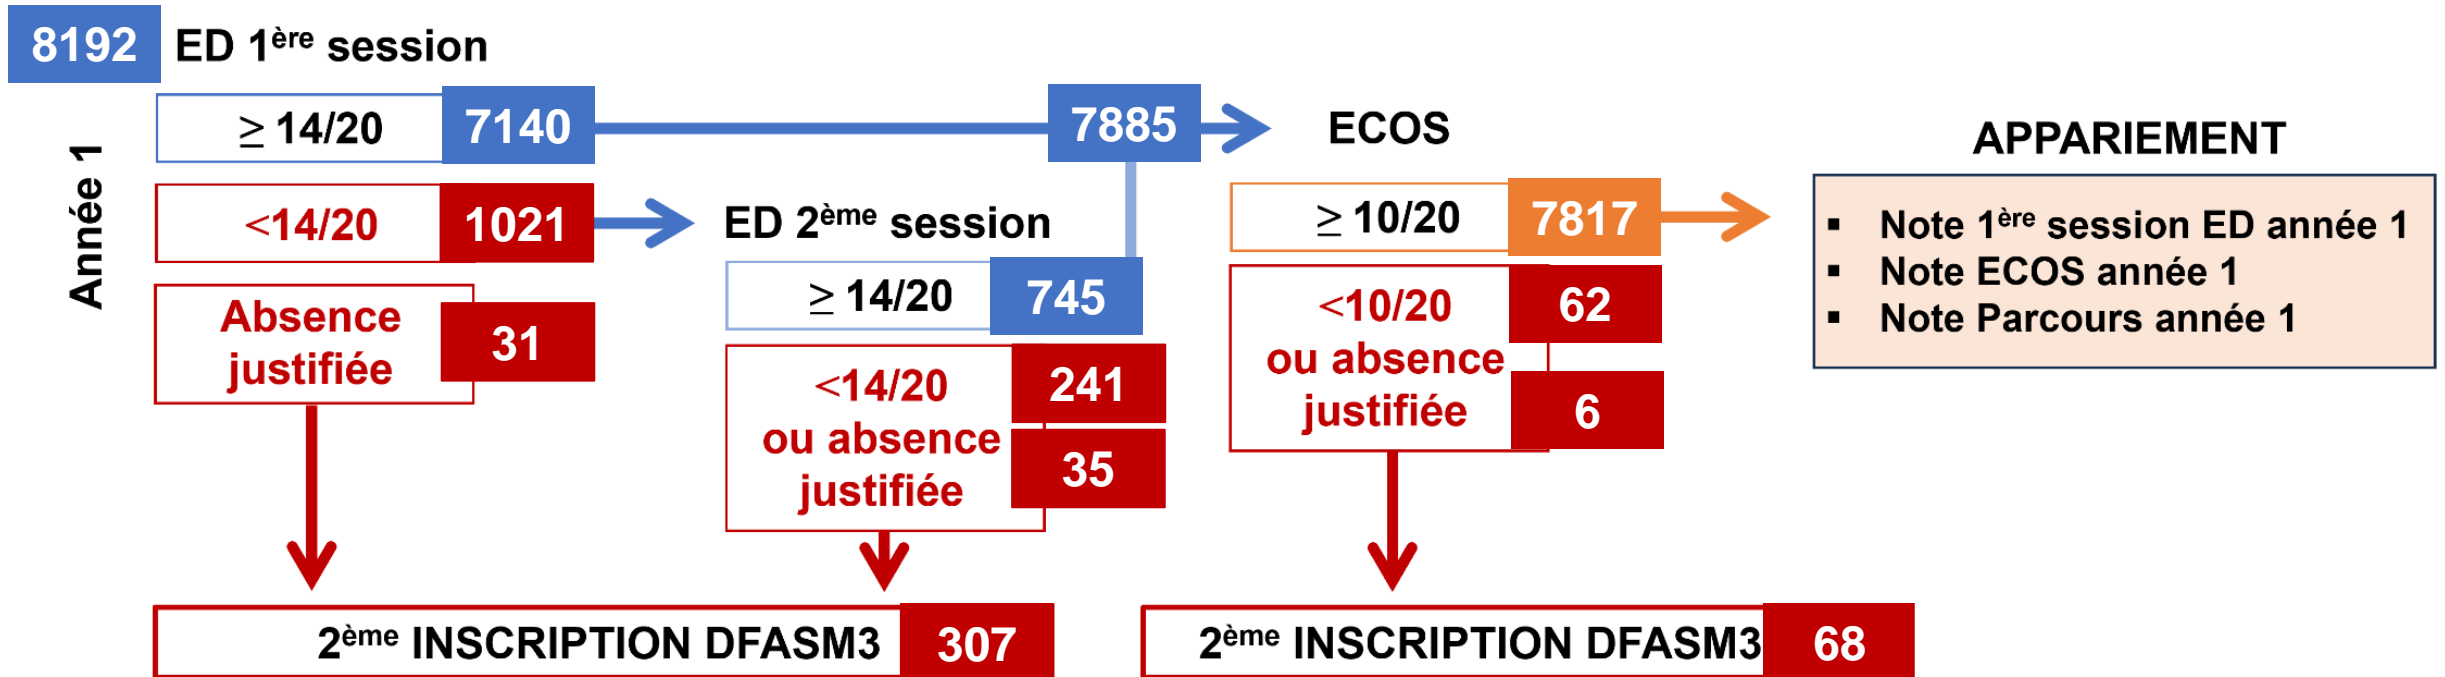 8192 ED 1ère session
Année 1
≥ 14/20 7140
<14/20 1021
Absence
justifiée
31
ED 2ème session
≥ 14/20 745
<14/20
ou absence
justifiée
241
35
7885
ECOS
≥ 10/20 7817
<10/20
ou absence
justifiée
62
6
APPARIEMENT
▪ Note 1ère session ED année 1
▪ Note ECOS année 1
▪ Note Parcours année 1
2ème INSCRIPTION DFASM3 307
2ème INSCRIPTION DFASM3 68